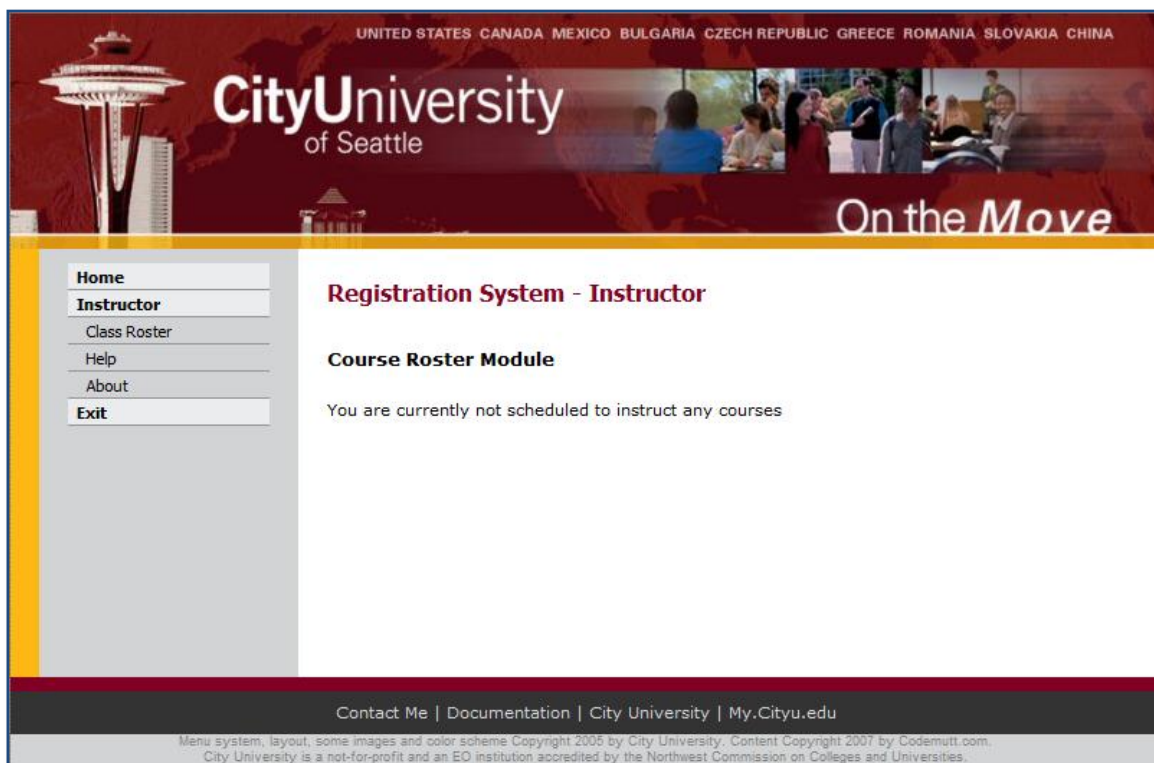 UNITED STATES CANADA MEXICO BULGARIA CZECH REPUBLIC GREECE ROMANIA SLOVAKIA CHINA
CityUniversity
of Seattle
On the Move
Home
Instructor
Class Roster
Help
About
Exit
Registration System - Instructor
Course Roster Module
You are currently not scheduled to instruct any courses
Contact Me | Documentation | City University | My.Cityu.edu
Menu system, layout, some images and color scheme Copyright 2005 by City University. Content Copyright 2007 by Codemutt.com.
City University is a not-for-profit and an EO institution accredited by the Northwest Commission on Colleges and Universities.